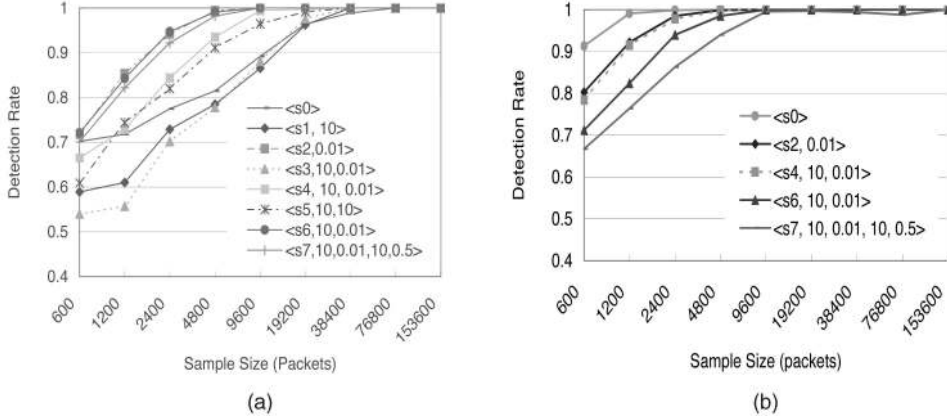 Detection Rate
1
0.9
0.8
0.7
0.6
0.5
0.4
<s0>
<s1, 10>
<s2,0.01>
<s3,10,0.01>
<s4, 10, 0.01>
<s5,10,10>
<s6,10,0.01>
<s7,10,0.01,10,0.5>
600
1200
2400
4800
9600
19200
38400
76800
153600
Sample Size (Packets)
(a)
Detection Rate
1
0.9
0.8
0.7
0.6
0.5
0.4
<s0>
<s2, 0.01>
<s4, 10, 0.01>
<s6, 10, 0.01>
<s7, 10, 0.01, 10, 0.5>
600
1200
2400
4800
9600
19200
38400
76800
153600
Sample Size (packets)
(b)